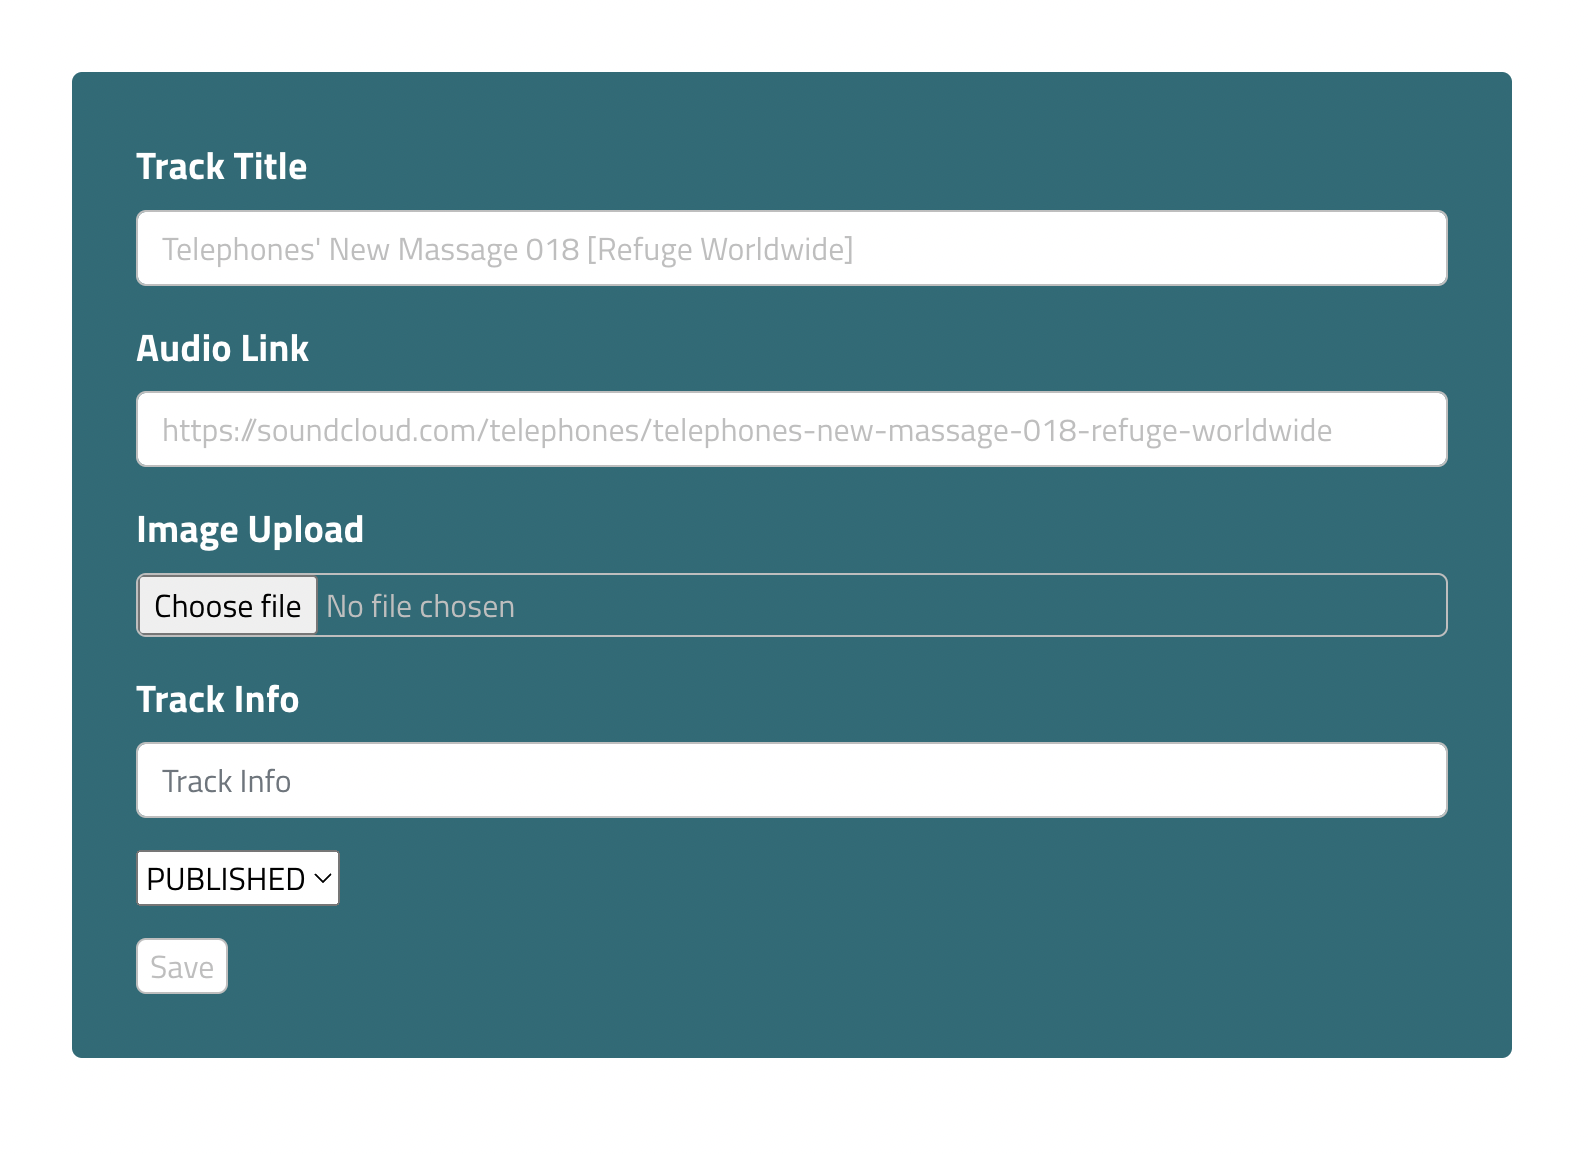 Track Title
Telephones' New Massage 018 [Refuge Worldwide]
Audio Link
https://soundcloud.com/telephones/telephones-new-massage-018-refuge-worldwide
Image Upload
Choose file No file chosen
Track Info
Track Info
PUBLISHED
Save